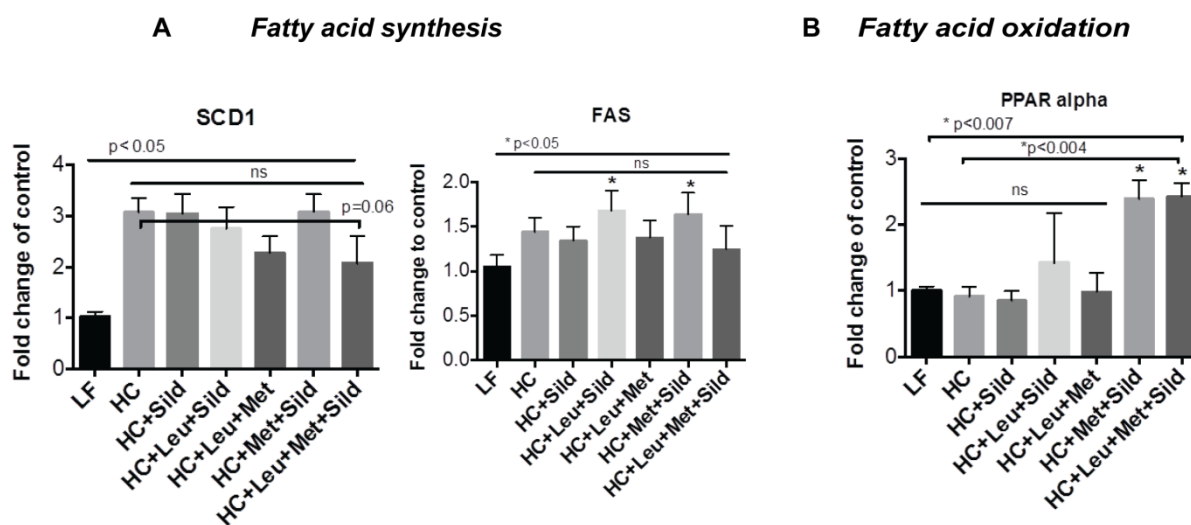 A Fatty acid synthesis
B Fatty acid oxidation
SCD1
p<0.05
ns
p=0.06
Fold change of control
4
3
2
1
0
LF
HC
HC+Sild
HC+Leu+Sild
HC+Leu+Met
HC+Met+Sild
HC+Leu+Met+Sild
FAS
* p<0.05
ns
* *
Fold change to control
2.0
1.5
1.0
0.5
0.0
LF
HC
HC+Sild
HC+Leu+Sild
HC+Leu+Met
HC+Met+Sild
HC+Leu+Met+Sild
PPAR alpha
* p<0.007
*p<0.004
ns
* *
Fold change of control
3
2
1
0
LF
HC
HC+Sild
HC+Leu+Sild
HC+Leu+Met
HC+Met+Sild
HC+Leu+Met+Sild